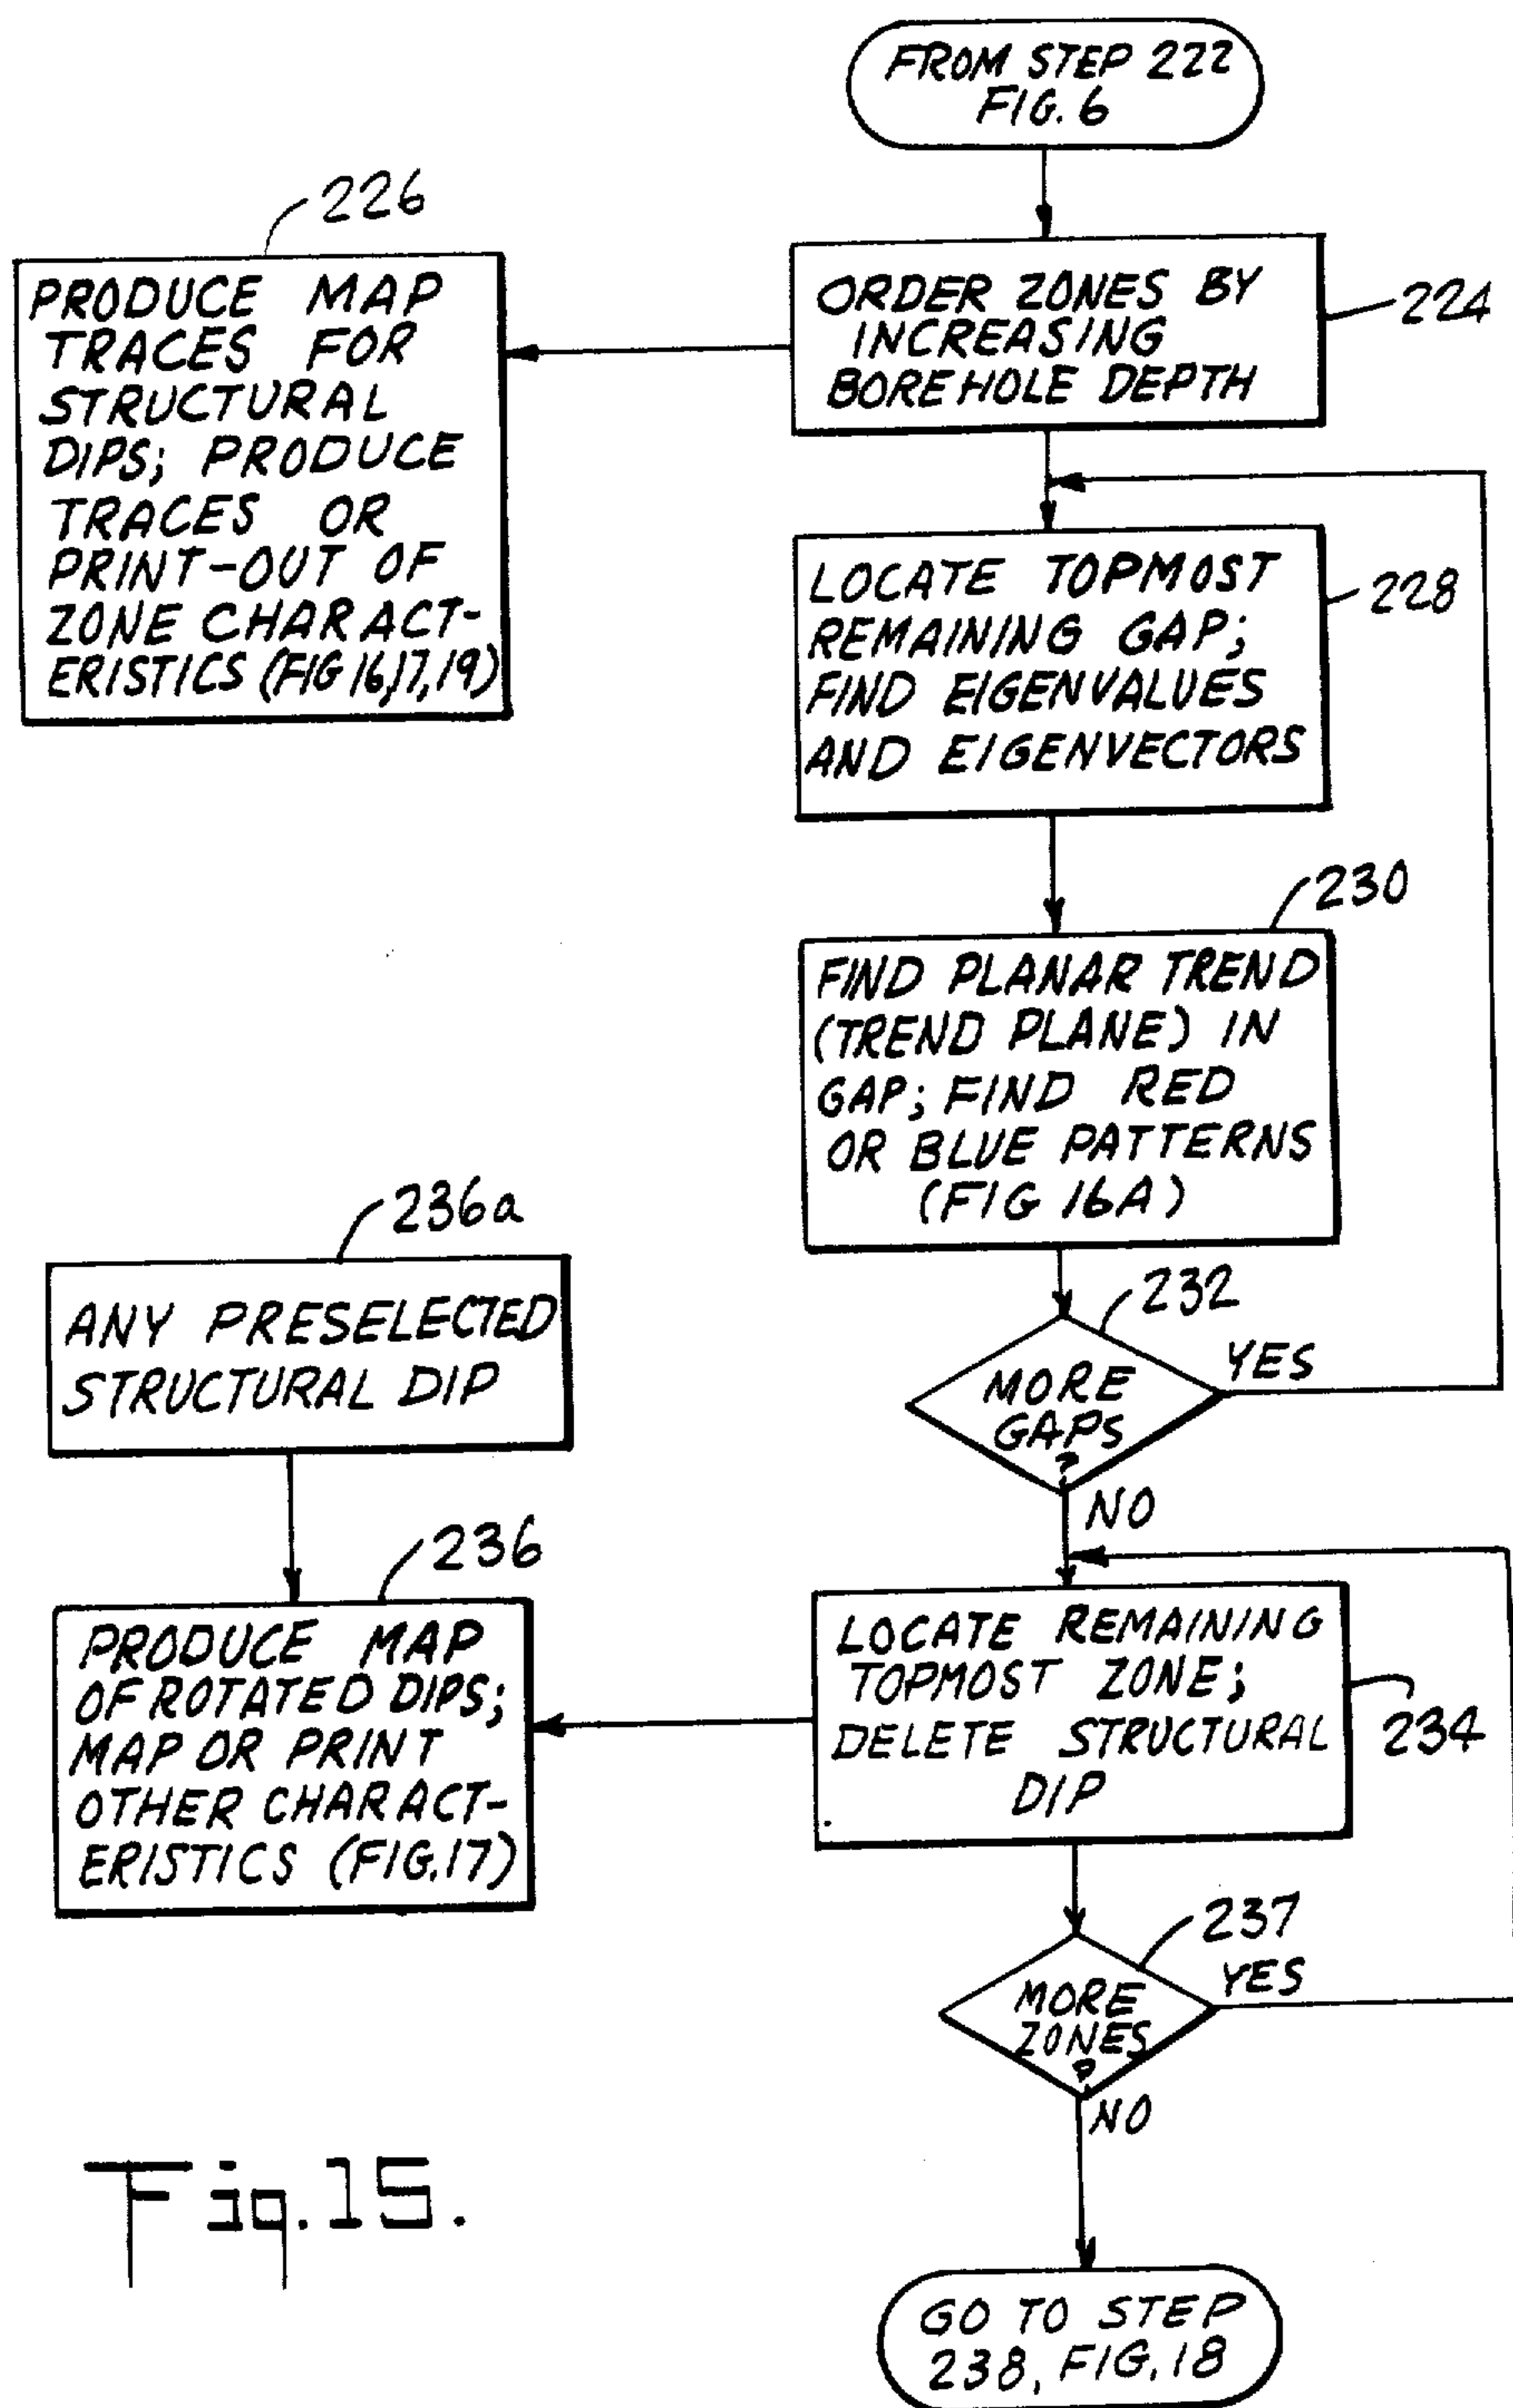 FROM STEP 222
FIG. 6
226
PRODUCE MAP
TRACES FOR
STRUCTURAL
DIPS; PRODUCE
TRACES OR
PRINT-OUT OF
ZONE CHARACT-
ERISTICS (FIG 16,17,19)
ORDER ZONES BY
INCREASING
BOREHOLE DEPTH
224
LOCATE TOPMOST
REMAINING GAP;
FIND EIGENVALUES
AND EIGENVECTORS
228
230
FIND PLANAR TREND
(TREND PLANE) IN
GAP; FIND RED
OR BLUE PATTERNS
(FIG 16A)
232
MORE
GAPS
?
YES
NO
236a
ANY PRESELECTED
STRUCTURAL DIP
236
PRODUCE MAP
OF ROTATED DIPS;
MAP OR PRINT
OTHER CHARACT-
ERISTICS (FIG.17)
LOCATE REMAINING
TOPMOST ZONE;
DELETE STRUCTURAL
DIP
234
237
MORE
ZONES
?
YES
NO
GO TO STEP
238, FIG. 18
Fig. 15.